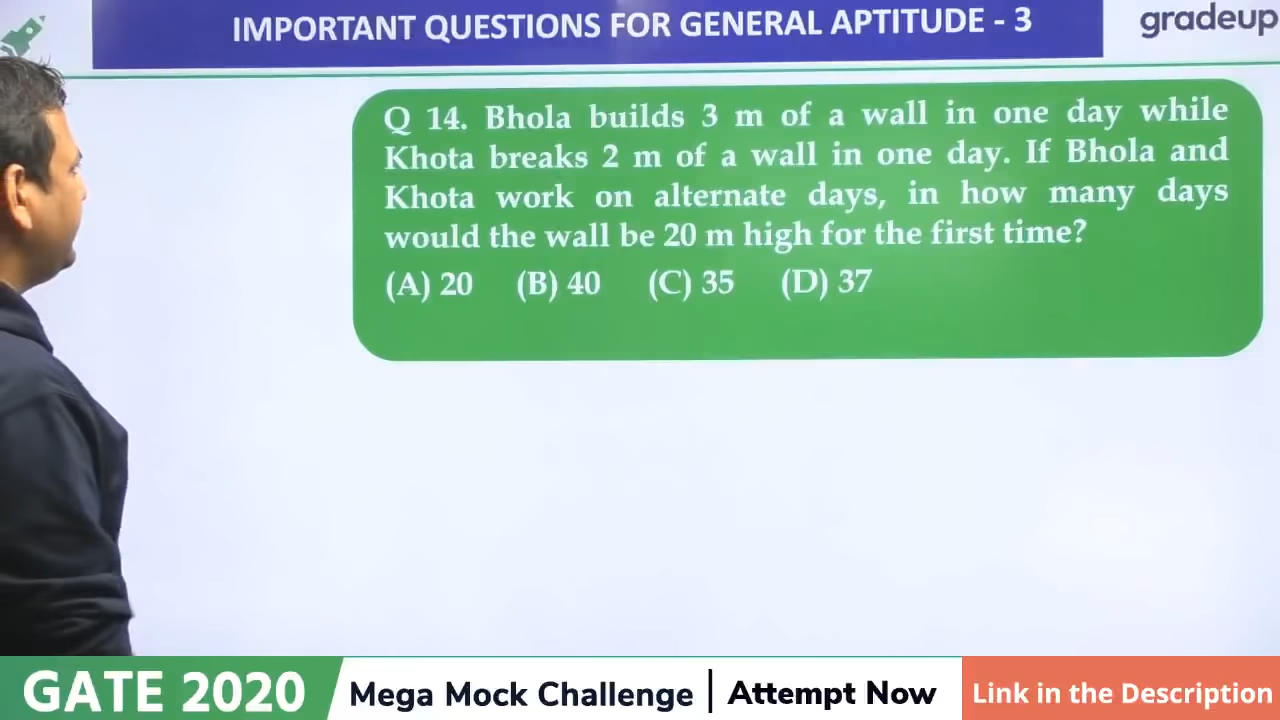 IMPORTANT QUESTIONS FOR GENERAL APTITUDE - 3
gradeup
Q 14. Bhola builds 3 m of a wall in one day while
Khota breaks 2 m of a wall in one day. If Bhola and
Khota work on alternate days, in how many days
would the wall be 20 m high for the first time?
(A) 20 (B) 40 (C) 35 (D) 37
GATE 2020
Mega Mock Challenge | Attempt Now
Link in the Description